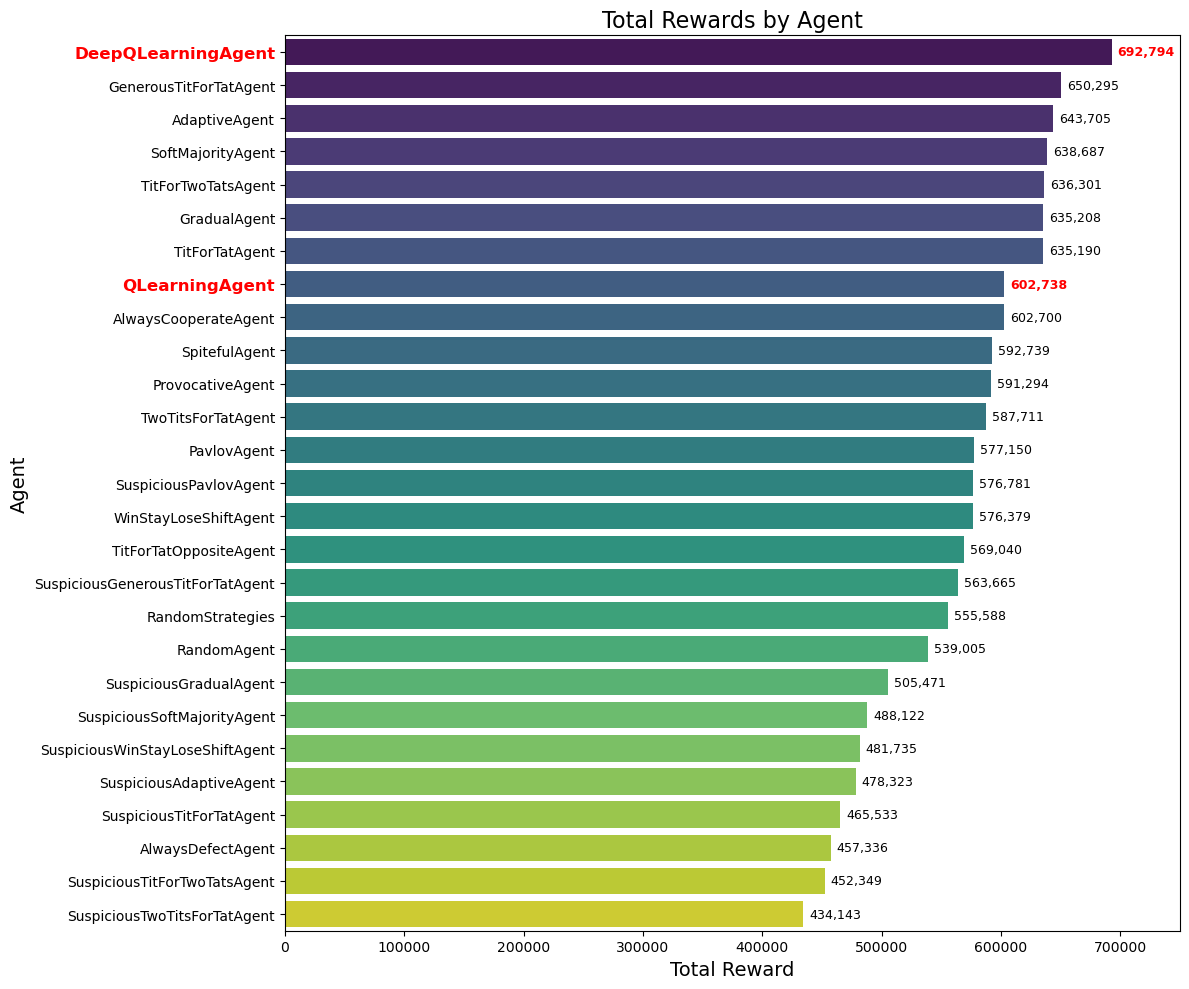 Total Rewards by Agent
DeepQLearningAgent 692,794
GenerousTitForTatAgent 650,295
AdaptiveAgent 643,705
SoftMajorityAgent 638,687
TitForTwoTatsAgent 636,301
GradualAgent 635,208
TitForTatAgent 635,190
QLearningAgent 602,738
AlwaysCooperateAgent 602,700
SpitefulAgent 592,739
ProvocativeAgent 591,294
TwoTitsForTatAgent 587,711
PavlovAgent 577,150
SuspiciousPavlovAgent 576,781
WinStayLoseShiftAgent 576,379
TitForTatOppositeAgent 569,040
SuspiciousGenerousTitForTatAgent 563,665
RandomStrategies 555,588
RandomAgent 539,005
SuspiciousGradualAgent 505,471
SuspiciousSoftMajorityAgent 488,122
SuspiciousWinStayLoseShiftAgent 481,735
SuspiciousAdaptiveAgent 478,323
SuspiciousTitForTatAgent 465,533
AlwaysDefectAgent 457,336
SuspiciousTitForTwoTatsAgent 452,349
SuspiciousTwoTitsForTatAgent 434,143
Agent
0 100000 200000 300000 400000 500000 600000 700000
Total Reward